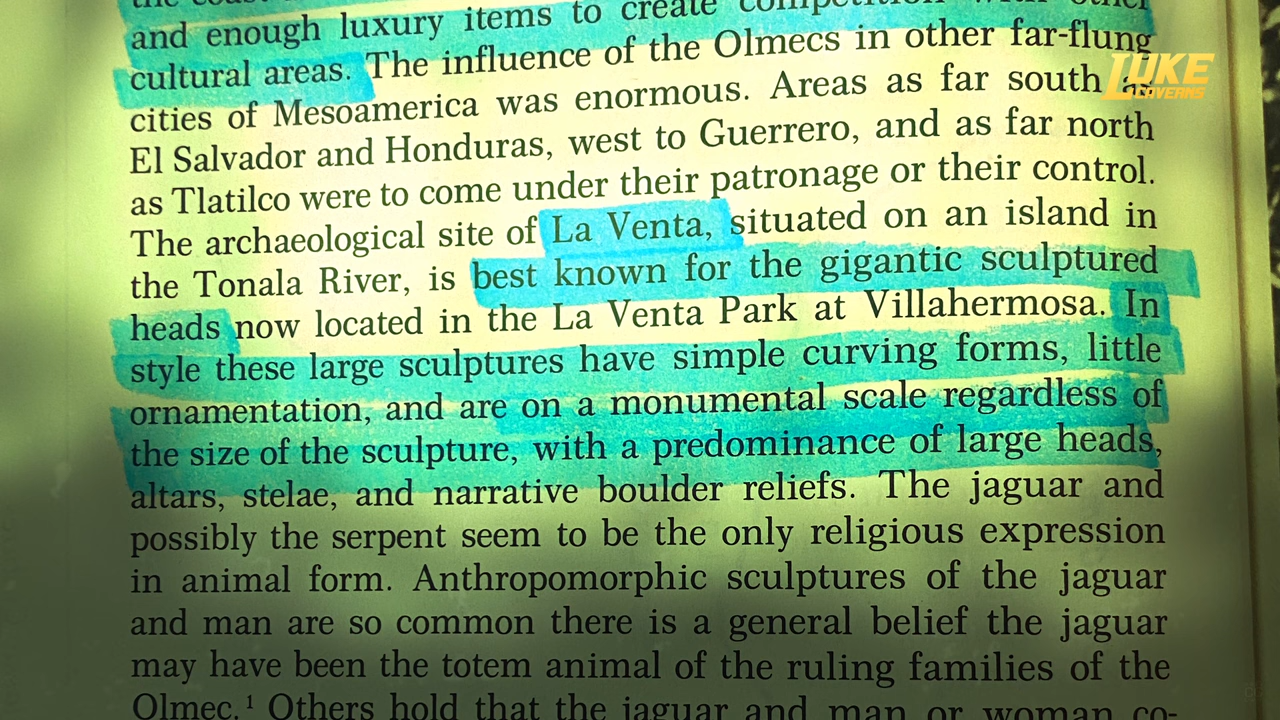 the coast
and enough luxury items to create competition with other
cultural areas. The influence of the Olmecs in other far-flung
cities of Mesoamerica was enormous. Areas as far south as
El Salvador and Honduras, west to Guerrero, and as far north
as Tlatilco were to come under their patronage or their control.
The archaeological site of La Venta, situated on an island in
the Tonala River, is best known for the gigantic sculptured
heads now located in the La Venta Park at Villahermosa. In
style these large sculptures have simple curving forms, little
ornamentation, and are on a monumental scale regardless of
the size of the sculpture, with a predominance of large heads,
altars, stelae, and narrative boulder reliefs. The jaguar and
possibly the serpent seem to be the only religious expression
in animal form. Anthropomorphic sculptures of the jaguar
and man are so common there is a general belief the jaguar
may have been the totem animal of the ruling families of the
Olmec.¹ Others hold that the jaguar and man or woman co-
LUKE
CAVERNS